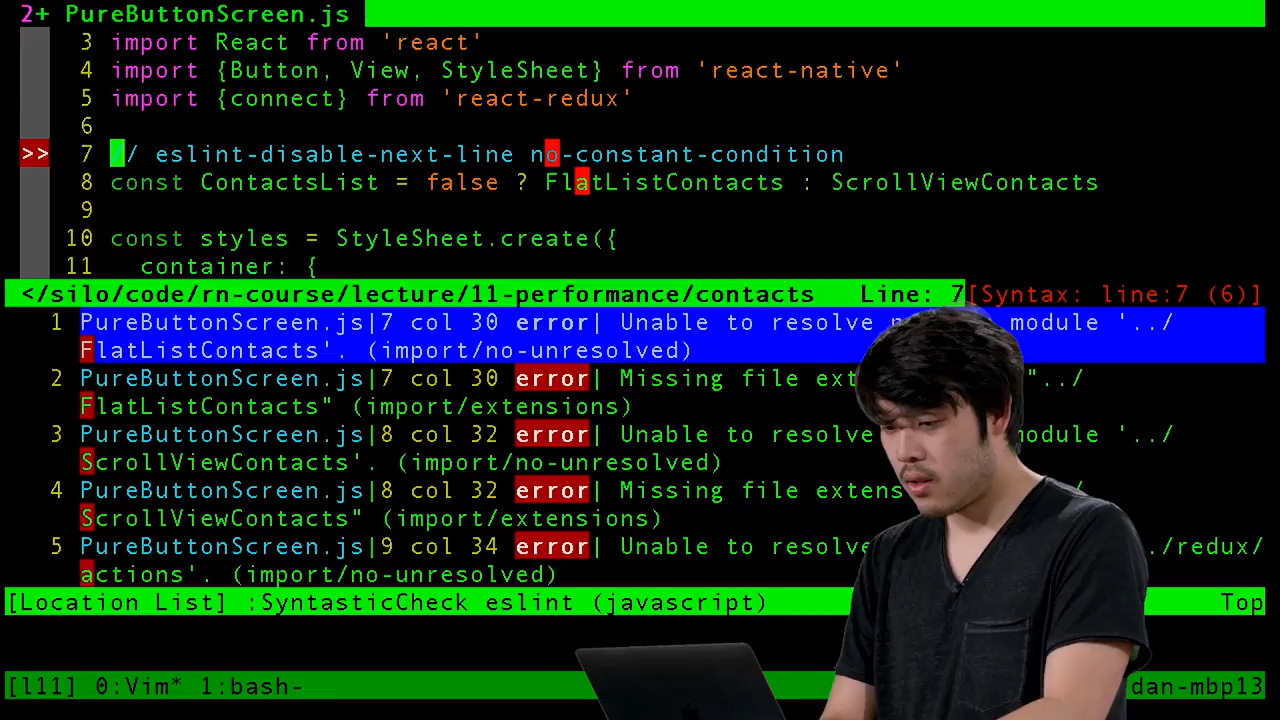 2+ PureButtonScreen.js
3 import React from 'react'
4 import {Button, View, StyleSheet} from 'react-native'
5 import {connect} from 'react-redux'
6
>> 7 // eslint-disable-next-line no-constant-condition
8 const ContactsList = false ? FlatListContacts : ScrollViewContacts
9
10 const styles = StyleSheet.create({
11 container: {
</silo/code/rn-course/lecture/11-performance/contacts Line: 7[Syntax: line:7 (6)]
1 PureButtonScreen.js|7 col 30 error| Unable to resolve module '../
FlatListContacts'. (import/no-unresolved)
2 PureButtonScreen.js|7 col 30 error| Missing file "../
FlatListContacts" (import/extensions)
3 PureButtonScreen.js|8 col 32 error| Unable to resolve module '../
ScrollViewContacts'. (import/no-unresolved)
4 PureButtonScreen.js|8 col 32 error| Missing file /
ScrollViewContacts" (import/extensions)
5 PureButtonScreen.js|9 col 34 error| Unable to resolve ./redux/
actions'. (import/no-unresolved)
[Location List] :SyntasticCheck eslint (javascript) Top
[l11] 0:Vim* 1:bash- dan-mbp13